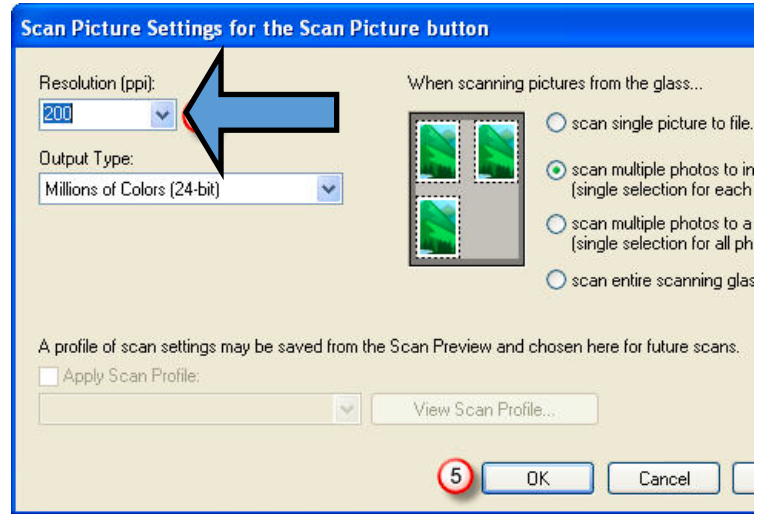 Scan Picture Settings for the Scan Picture button
Resolution (ppi):
200
Output Type:
Millions of Colors (24-bit)
When scanning pictures from the glass...
scan single picture to file.
scan multiple photos to in
(single selection for each
scan multiple photos to a
(single selection for all ph
scan entire scanning glas
A profile of scan settings may be saved from the Scan Preview and chosen here for future scans.
Apply Scan Profile:
View Scan Profile...
5 OK Cancel